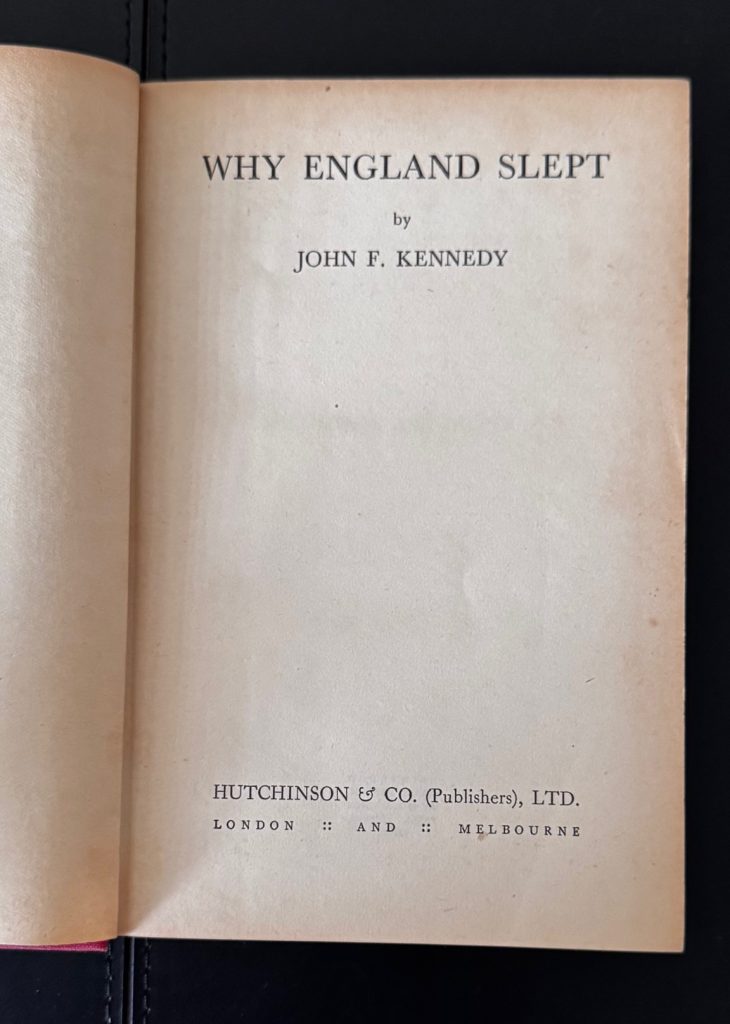 WHY ENGLAND SLEPT
by
JOHN F. KENNEDY
HUTCHINSON & CO. (Publishers), LTD.
LONDON :: AND :: MELBOURNE